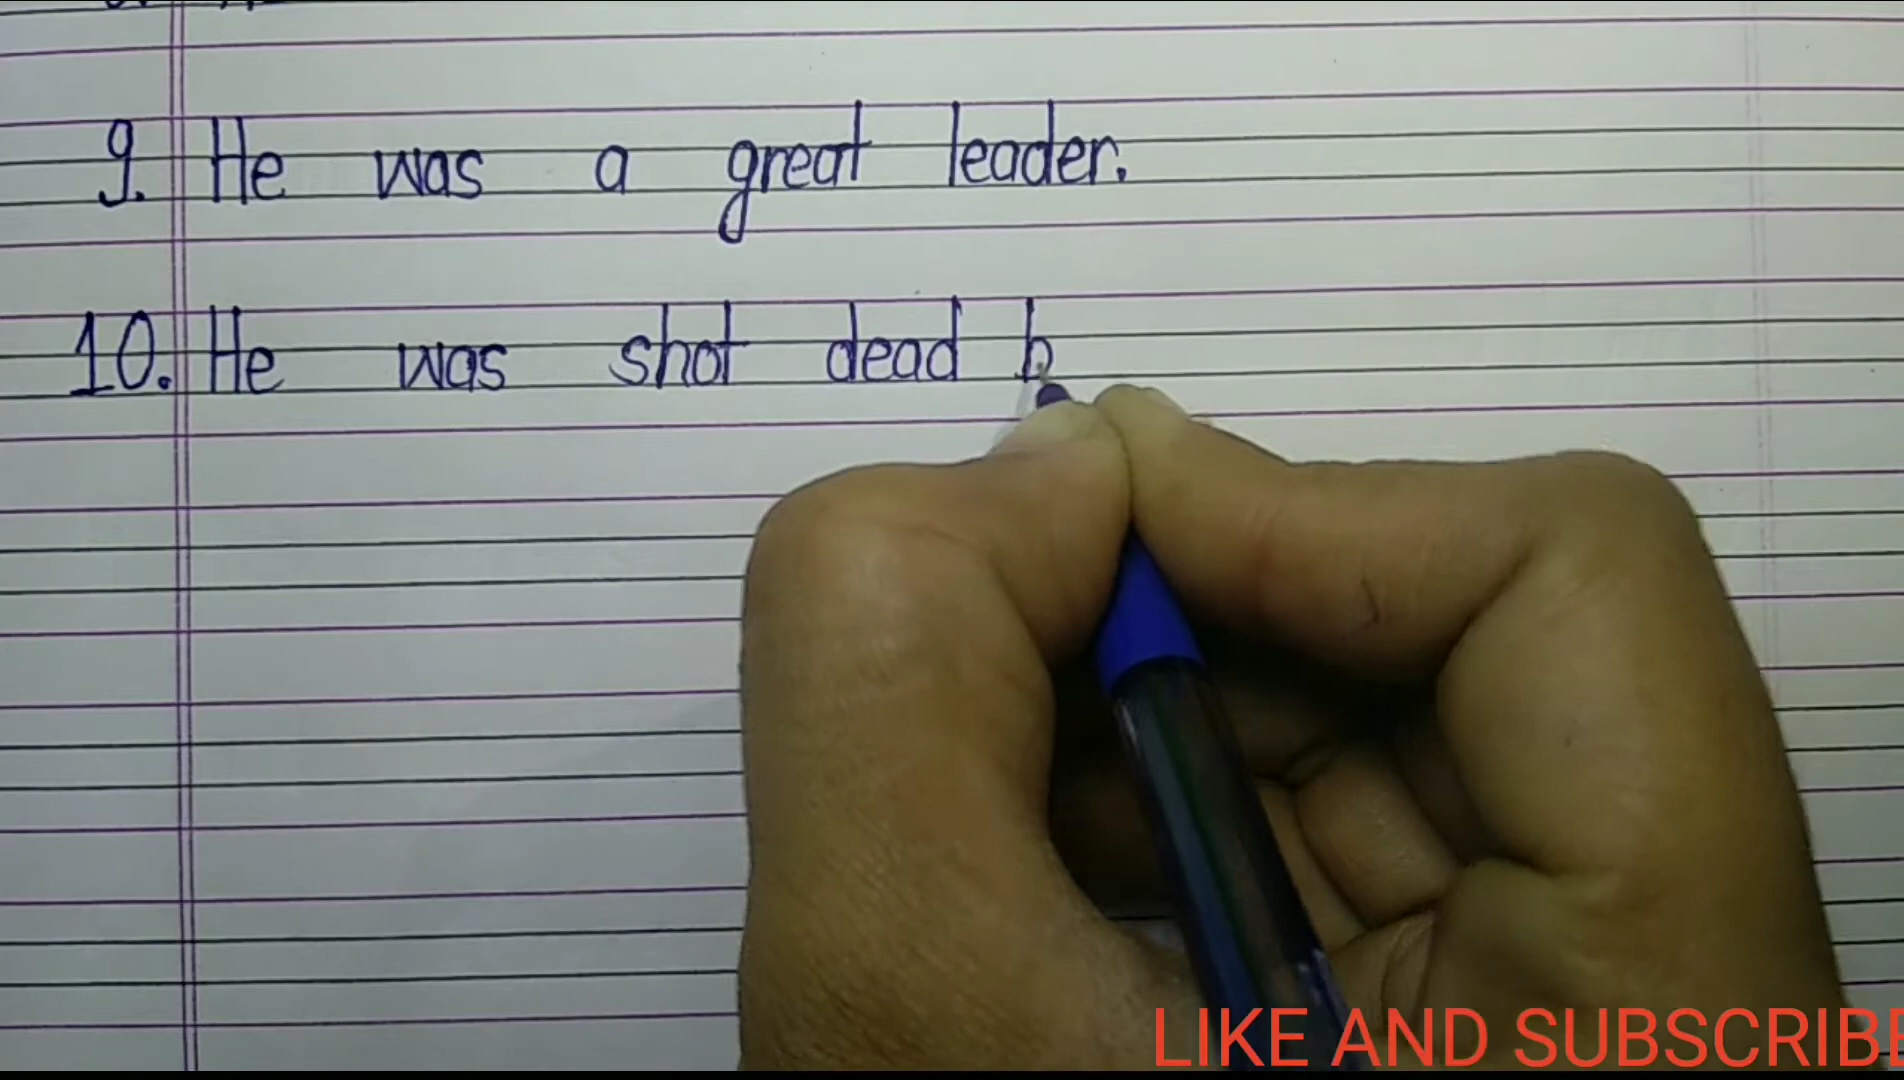 9. He was a great leader.
10. He was shot dead b
LIKE AND SUBSCRIBE